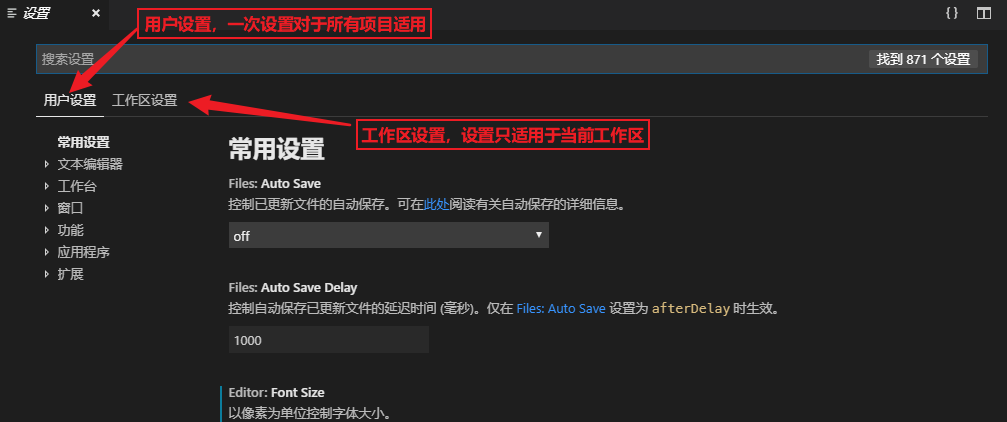 设置
用户设置，一次设置对于所有项目适用
{ }
搜索设置
找到 871 个设置
用户设置 工作区设置
工作区设置，设置只适用于当前工作区
常用设置
文本编辑器
工作台
窗口
功能
应用程序
扩展
常用设置
Files: Auto Save
控制已更新文件的自动保存。可在此处阅读有关自动保存的详细信息。
off
Files: Auto Save Delay
控制自动保存已更新文件的延迟时间 (毫秒)。仅在 Files: Auto Save 设置为 afterDelay 时生效。
1000
Editor: Font Size
以像素为单位控制字体大小。